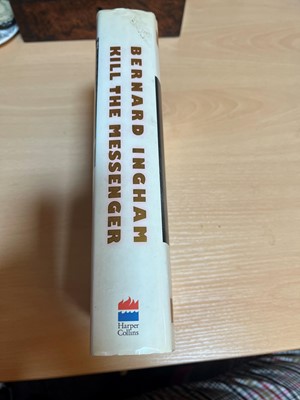 BERNARD INGHAM
KILL THE MESSENGER
Harper
Collins